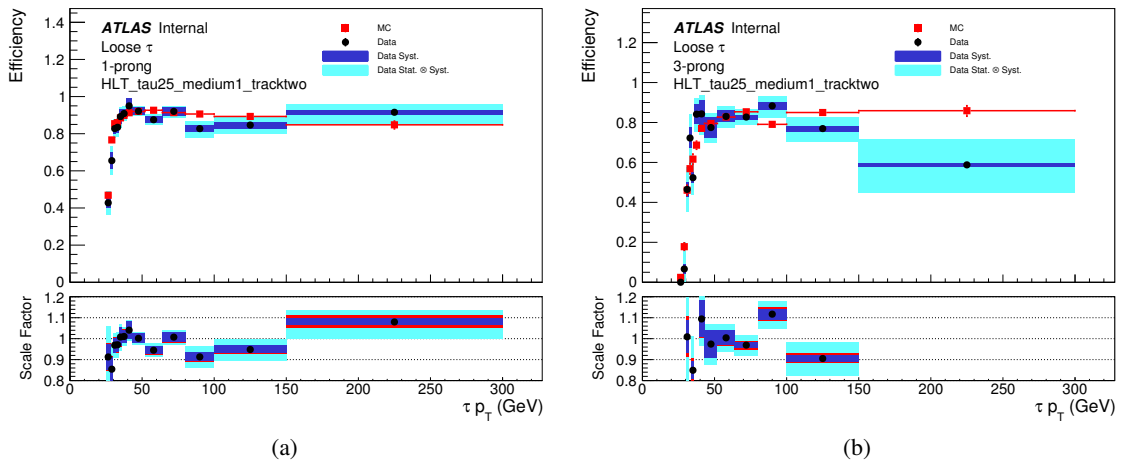 ATLAS Internal
Loose τ
1-prong
HLT_tau25_medium1_tracktwo
MC
Data
Data Syst.
Data Stat. ⊗ Syst.
Efficiency
1.4
1.2
1
0.8
0.6
0.4
0.2
0
Scale Factor
1.2
1.1
1
0.9
0.8
0 50 100 150 200 250 300
τ p_T (GeV)
(a)
ATLAS Internal
Loose τ
3-prong
HLT_tau25_medium1_tracktwo
MC
Data
Data Syst.
Data Stat. ⊗ Syst.
Efficiency
1.2
1
0.8
0.6
0.4
0.2
0
Scale Factor
1.2
1.1
1
0.9
0.8
0 50 100 150 200 250 300
τ p_T (GeV)
(b)